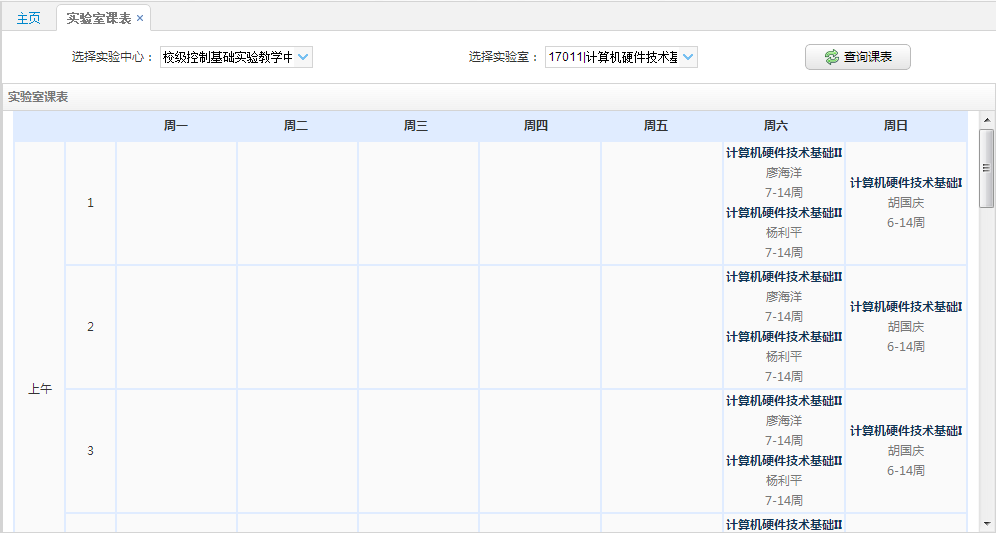 主页
实验室课表 ×
选择实验中心： 校级控制基础实验教学中
选择实验室： 17011|计算机硬件技术基
查询课表
实验室课表
周一 周二 周三 周四 周五 周六 周日
上午
1
计算机硬件技术基础II
廖海洋
7-14周
计算机硬件技术基础II
杨利平
7-14周
计算机硬件技术基础I
胡国庆
6-14周
2
计算机硬件技术基础II
廖海洋
7-14周
计算机硬件技术基础II
杨利平
7-14周
计算机硬件技术基础I
胡国庆
6-14周
3
计算机硬件技术基础II
廖海洋
7-14周
计算机硬件技术基础II
杨利平
7-14周
计算机硬件技术基础I
胡国庆
6-14周
计算机硬件技术基础II